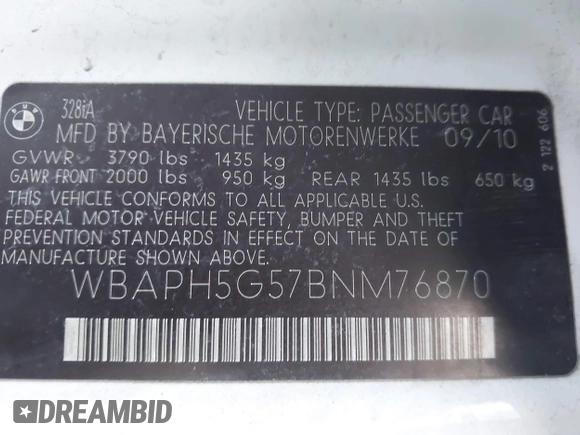 BMW
328iA
VEHICLE TYPE: PASSENGER CAR
MFD BY BAYERISCHE MOTORENWERKE 09/10
GVWR 3790 lbs 1435 kg
GAWR FRONT 2000 lbs 950 kg REAR 1435 lbs 650 kg
THIS VEHICLE CONFORMS TO ALL APPLICABLE
FEDERAL MOTOR VEHICLE SAFETY, BUMPER AND THEFT
PREVENTION STANDARDS IN EFFECT ON THE DATE OF
MANUFACTURE SHOWN ABOVE.
WBAPH5G57BNM76870
2 122 606
DREAMBID